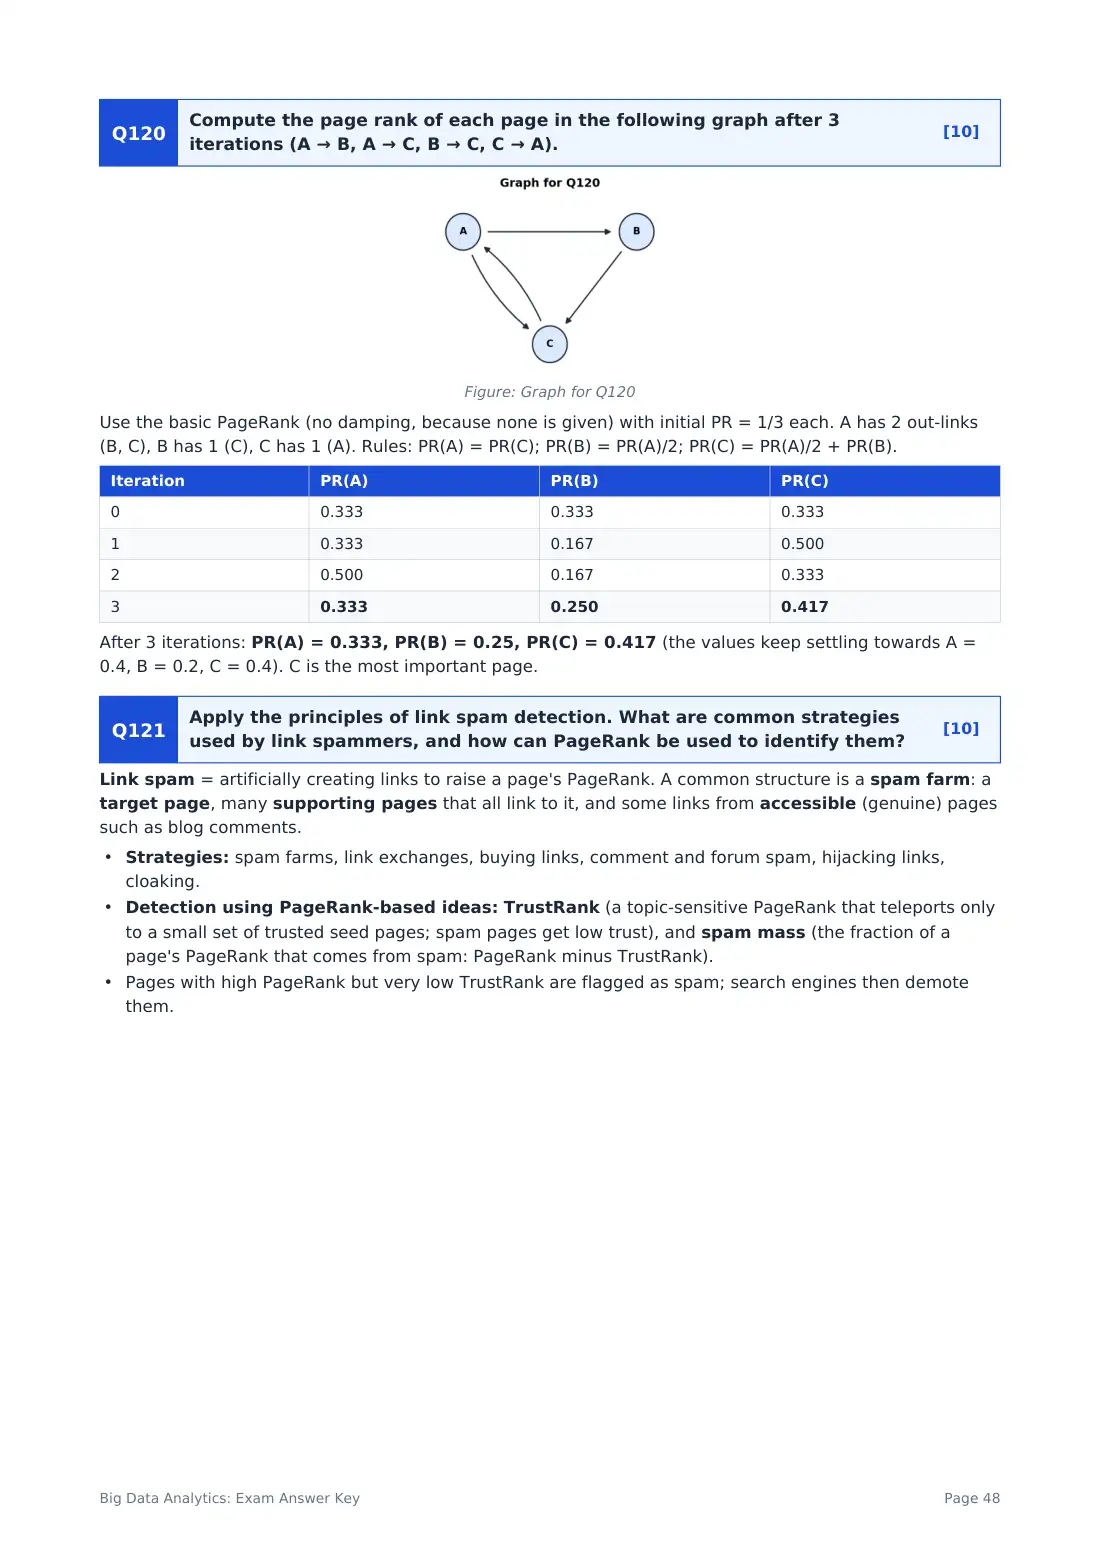 Q120
Compute the page rank of each page in the following graph after 3
iterations (A → B, A → C, B → C, C → A).
[10]
Graph for Q120
A
B
C
Figure: Graph for Q120
Use the basic PageRank (no damping, because none is given) with initial PR = 1/3 each. A has 2 out-links
(B, C), B has 1 (C), C has 1 (A). Rules: PR(A) = PR(C); PR(B) = PR(A)/2; PR(C) = PR(A)/2 + PR(B).
Iteration PR(A) PR(B) PR(C)
0 0.333 0.333 0.333
1 0.333 0.167 0.500
2 0.500 0.167 0.333
3 0.333 0.250 0.417
After 3 iterations: PR(A) = 0.333, PR(B) = 0.25, PR(C) = 0.417 (the values keep settling towards A =
0.4, B = 0.2, C = 0.4). C is the most important page.
Q121
Apply the principles of link spam detection. What are common strategies
used by link spammers, and how can PageRank be used to identify them?
[10]
Link spam = artificially creating links to raise a page's PageRank. A common structure is a spam farm: a
target page, many supporting pages that all link to it, and some links from accessible (genuine) pages
such as blog comments.
• Strategies: spam farms, link exchanges, buying links, comment and forum spam, hijacking links,
cloaking.
• Detection using PageRank-based ideas: TrustRank (a topic-sensitive PageRank that teleports only
to a small set of trusted seed pages; spam pages get low trust), and spam mass (the fraction of a
page's PageRank that comes from spam: PageRank minus TrustRank).
• Pages with high PageRank but very low TrustRank are flagged as spam; search engines then demote
them.
Big Data Analytics: Exam Answer Key
Page 48